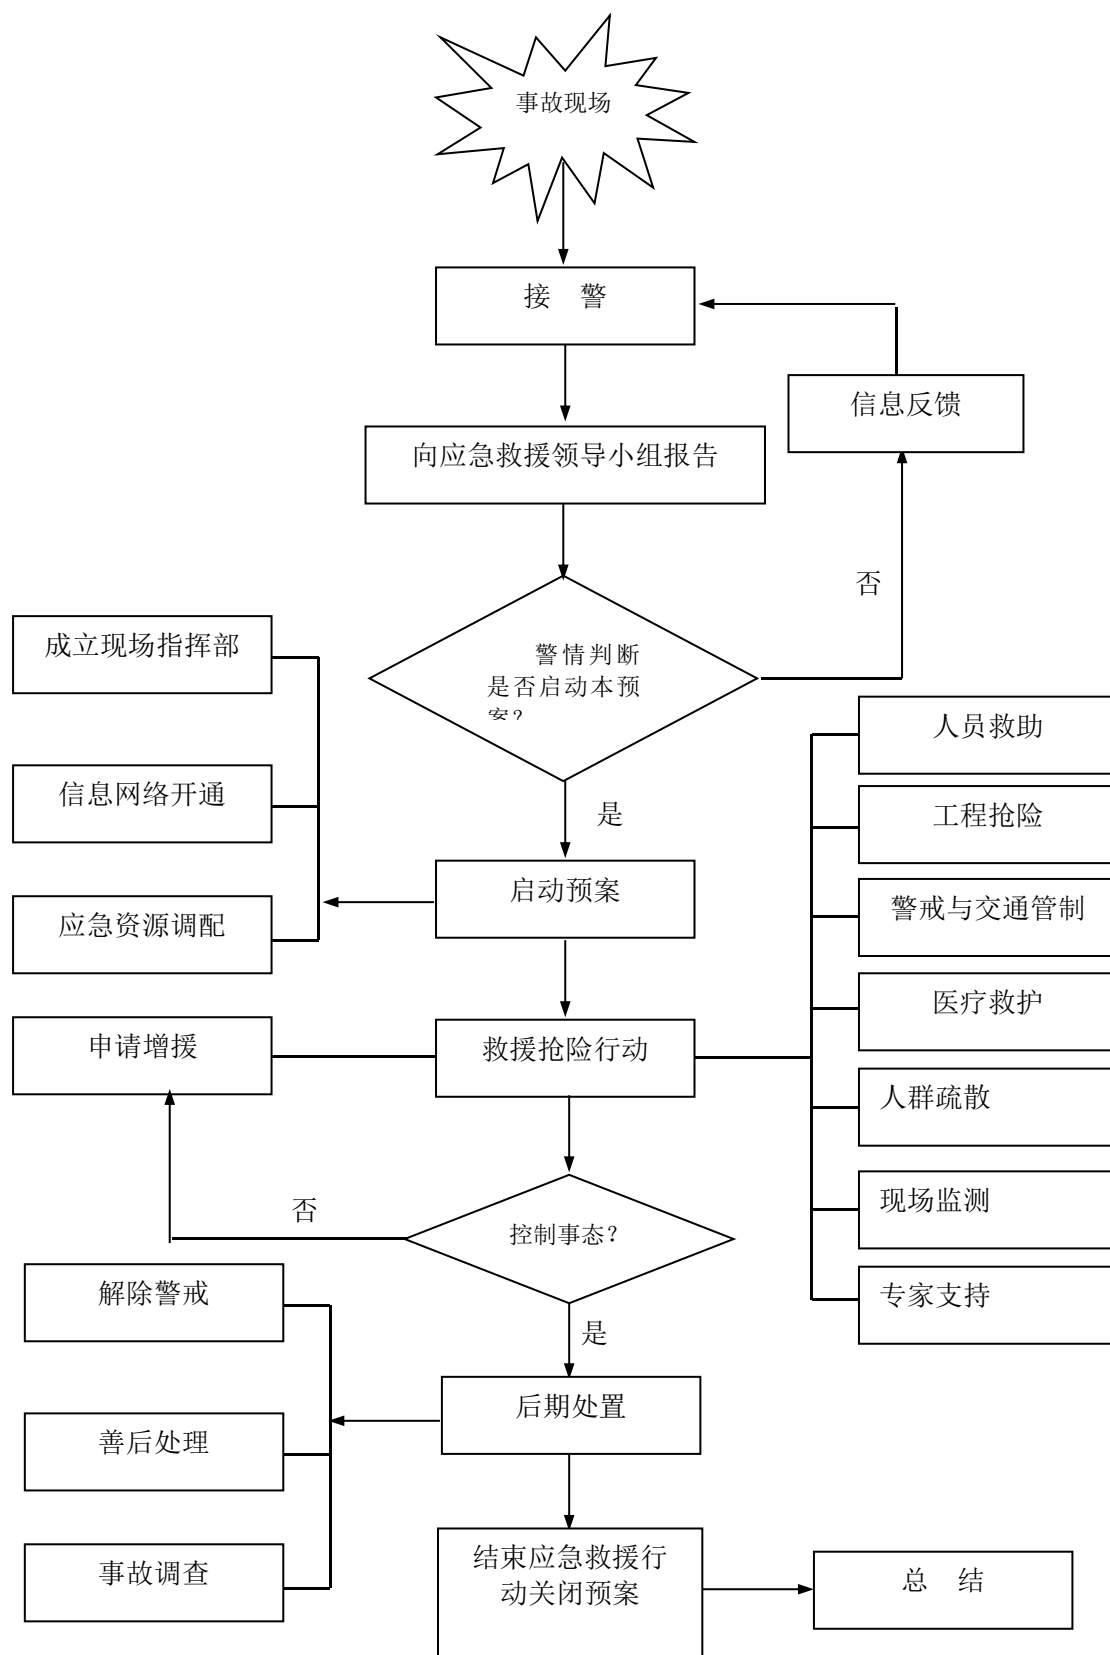 事故现场
接 警
信息反馈
向应急救援领导小组报告
否
成立现场指挥部
警情判断
是否启动本预
案？
人员救助
信息网络开通
是
工程抢险
启动预案
警戒与交通管制
应急资源调配
医疗救护
申请增援
救援抢险行动
人群疏散
现场监测
否
控制事态？
解除警戒
专家支持
是
后期处置
善后处理
结束应急救援行
动关闭预案
事故调查
总 结